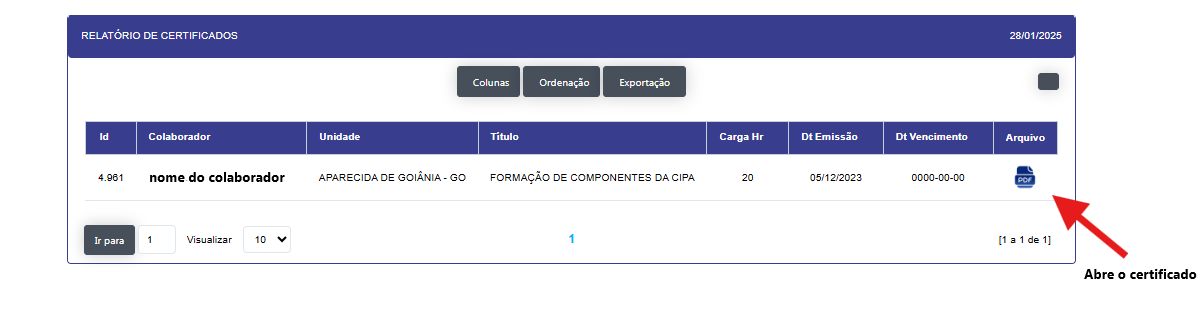 RELATÓRIO DE CERTIFICADOS 28/01/2025
Colunas Ordenação Exportação
Id Colaborador Unidade Título Carga Hr Dt Emissão Dt Vencimento Arquivo
4.961 nome do colaborador APARECIDA DE GOIÂNIA - GO FORMAÇÃO DE COMPONENTES DA CIPA 20 05/12/2023 0000-00-00 PDF
Ir para 1 Visualizar 10 1 [1 a 1 de 1]
Abre o certificado